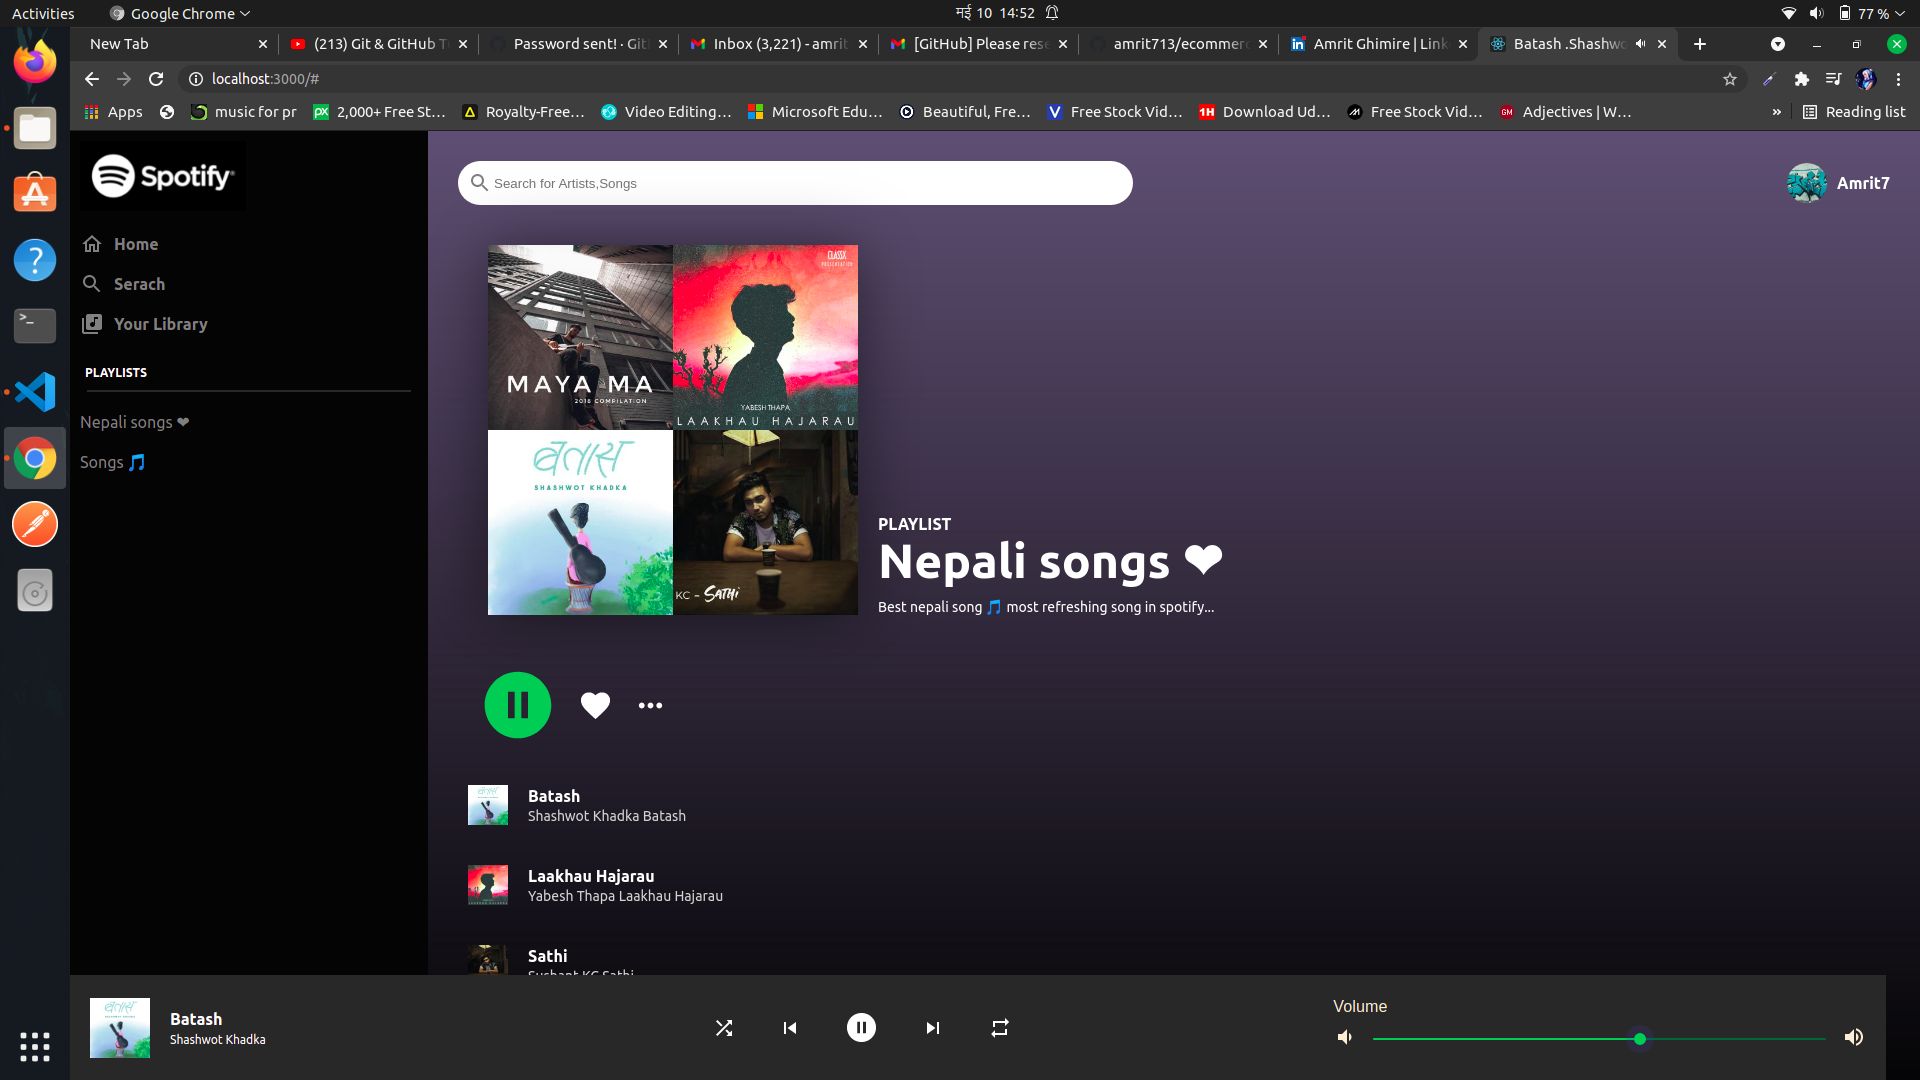 Activities
Google Chrome
मई 10 14:52
77 %
New Tab
(213) Git & GitHub T
Password sent! · Git
Inbox (3,221) - amrit
[GitHub] Please rese
amrit713/ecommerc
Amrit Ghimire | Link
Batash .Shashwo
localhost:3000/#
Apps
music for pr
2,000+ Free St...
Royalty-Free...
Video Editing...
Microsoft Edu...
Beautiful, Fre...
Free Stock Vid...
Download Ud...
Free Stock Vid...
Adjectives | W...
»
Reading list
Spotify
Search for Artists,Songs
Amrit7
Home
Serach
Your Library
PLAYLISTS
Nepali songs ❤
Songs 🎵
MAYA MA
2018 COMPILATION
CLASSX
PRESENTATION
YABESH THAPA
LAAKHAU HAJARAU
बतास
SHASHWOT KHADKA
KC - SATHI
PLAYLIST
Nepali songs ❤
Best nepali song 🎵 most refreshing song in spotify...
Batash
Shashwot Khadka Batash
Laakhau Hajarau
Yabesh Thapa Laakhau Hajarau
Sathi
Sushant KC Sathi
Batash
Shashwot Khadka
Volume